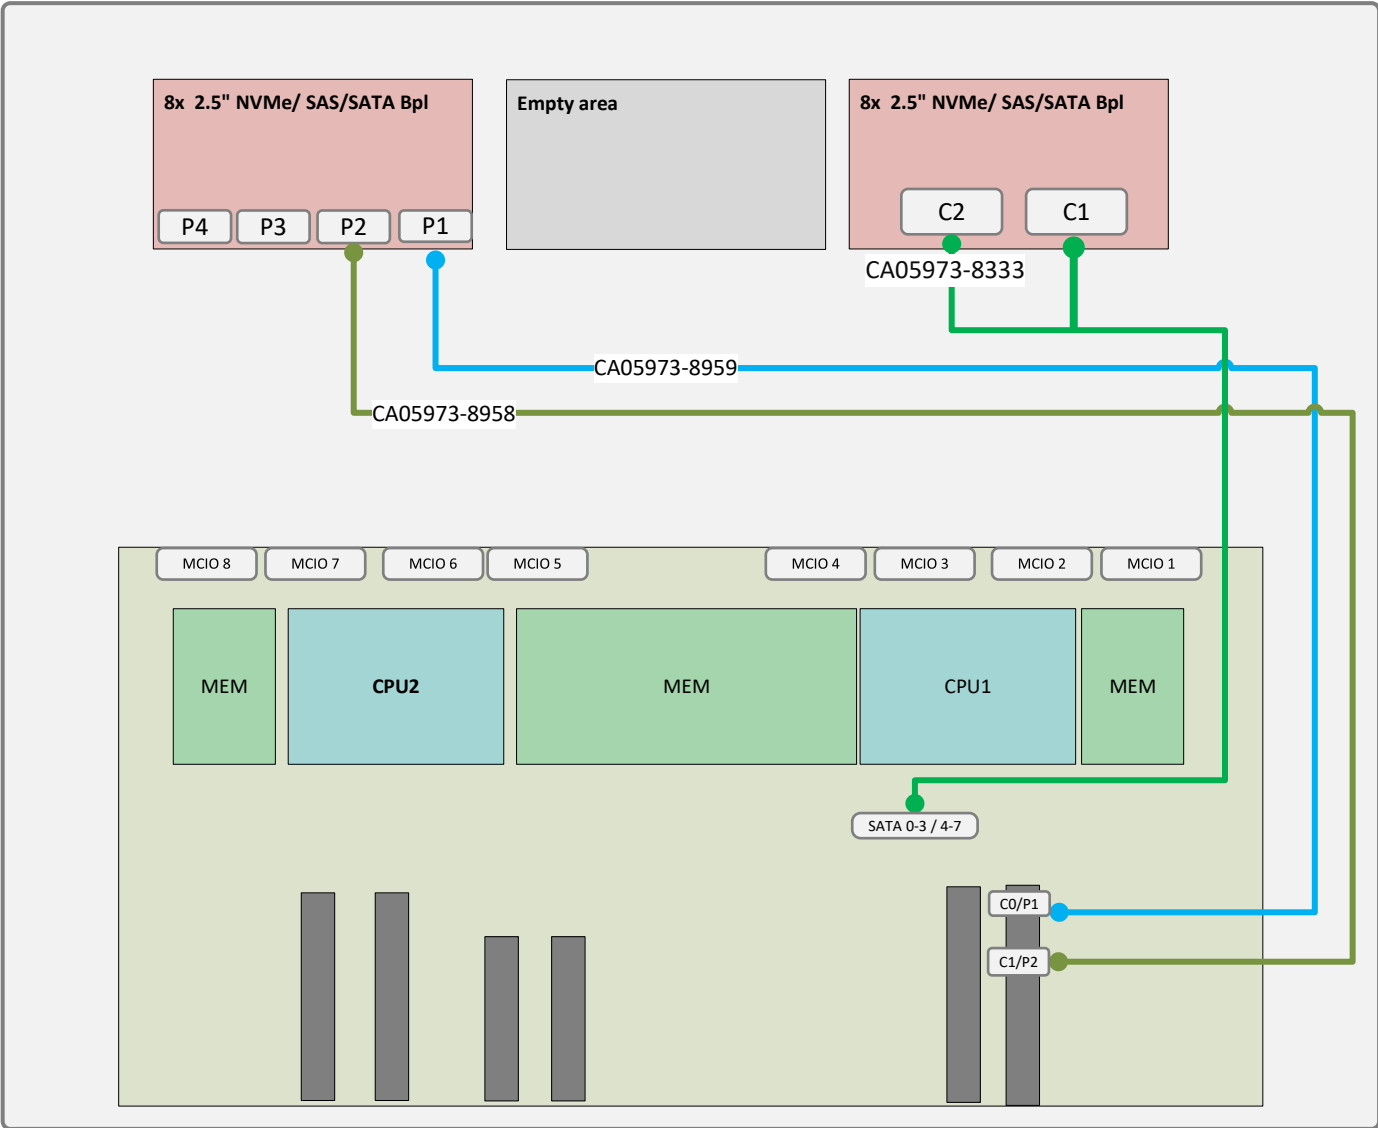 8x  2.5" NVMe/ SAS/SATA Bpl
Empty area
8x  2.5" NVMe/ SAS/SATA Bpl
P4
P3
P2
P1
C2
C1
CA05973-8333
CA05973-8959
CA05973-8958
MCIO 8
MCIO 7
MCIO 6
MCIO 5
MCIO 4
MCIO 3
MCIO 2
MCIO 1
MEM
CPU2
MEM
CPU1
MEM
SATA 0-3 / 4-7
C0/P1
C1/P2